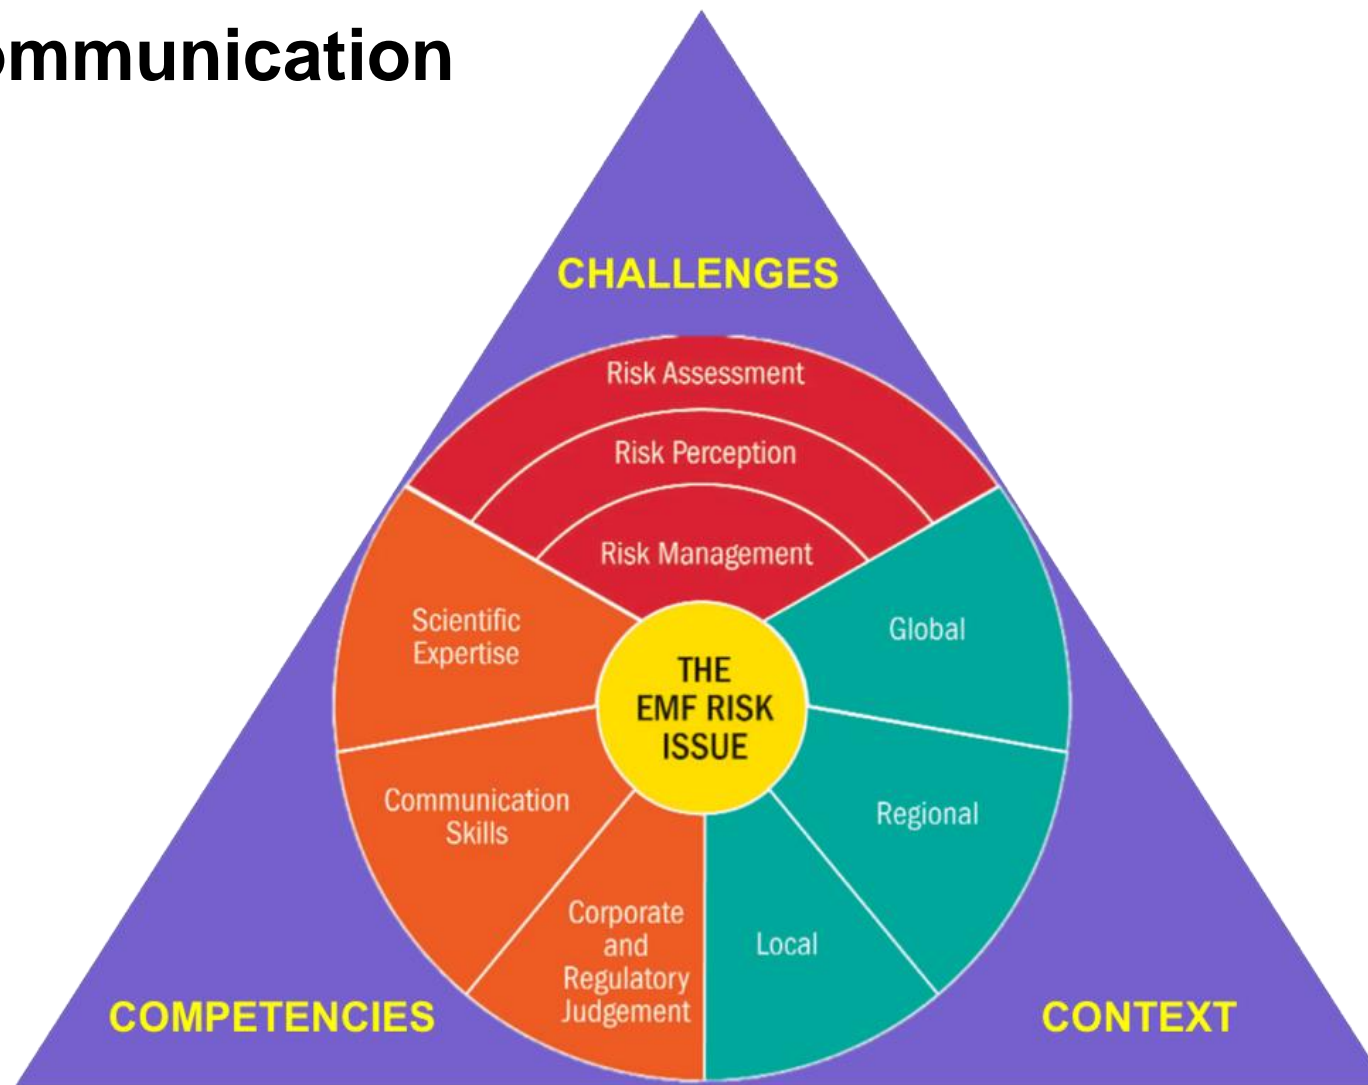 ommunication
CHALLENGES
Risk Assessment
Risk Perception
Risk Management
Scientific
Expertise
Global
THE
EMF RISK
ISSUE
Communication
Skills
Regional
Corporate
and
Regulatory
Judgement
Local
COMPETENCIES
CONTEXT